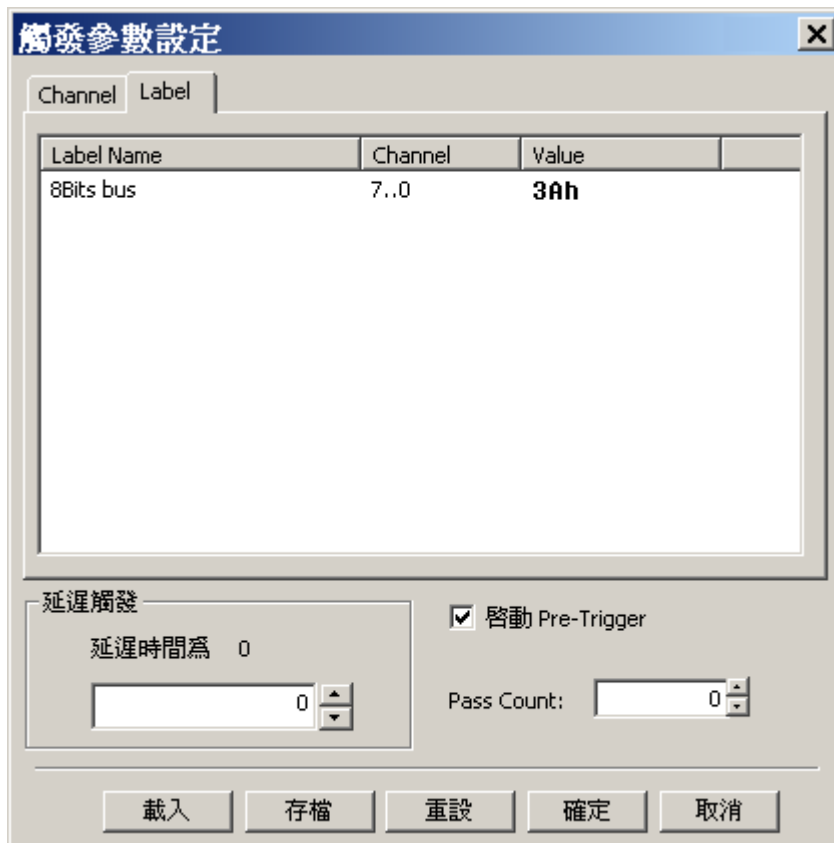 觸發參數設定
Channel Label
Label Name Channel Value
8Bits bus 7..0 3Ah
延遲觸發
啓動 Pre-Trigger
延遲時間爲 0
0
Pass Count: 0
載入 存檔 重設 確定 取消